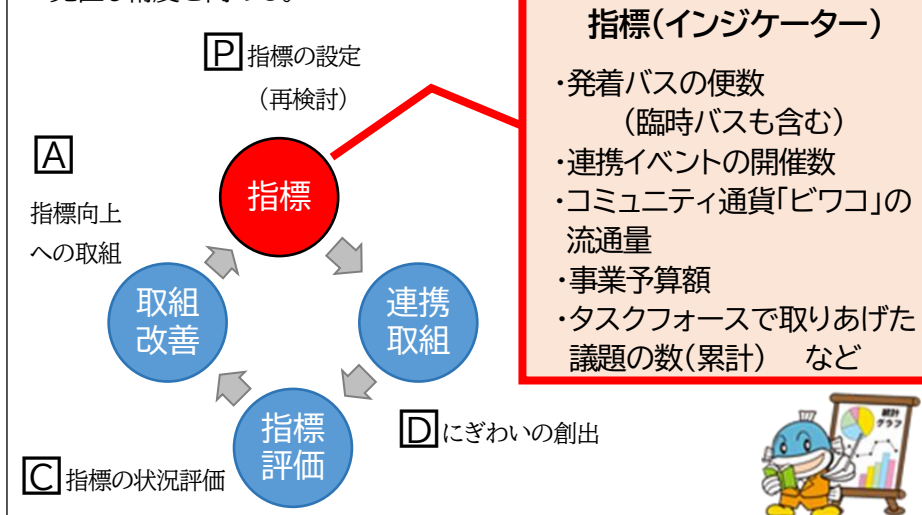 P 指標の設定
（再検討）
指標
A
指標向上
への取組
取組
改善
連携
取組
指標
評価
D にぎわいの創出
C 指標の状況評価
指標(インジケーター)
・発着バスの便数
（臨時バスも含む）
・連携イベントの開催数
・コミュニティ通貨「ビワコ」の
流通量
・事業予算額
・タスクフォースで取りあげた
議題の数(累計)　など
統計
グラフ